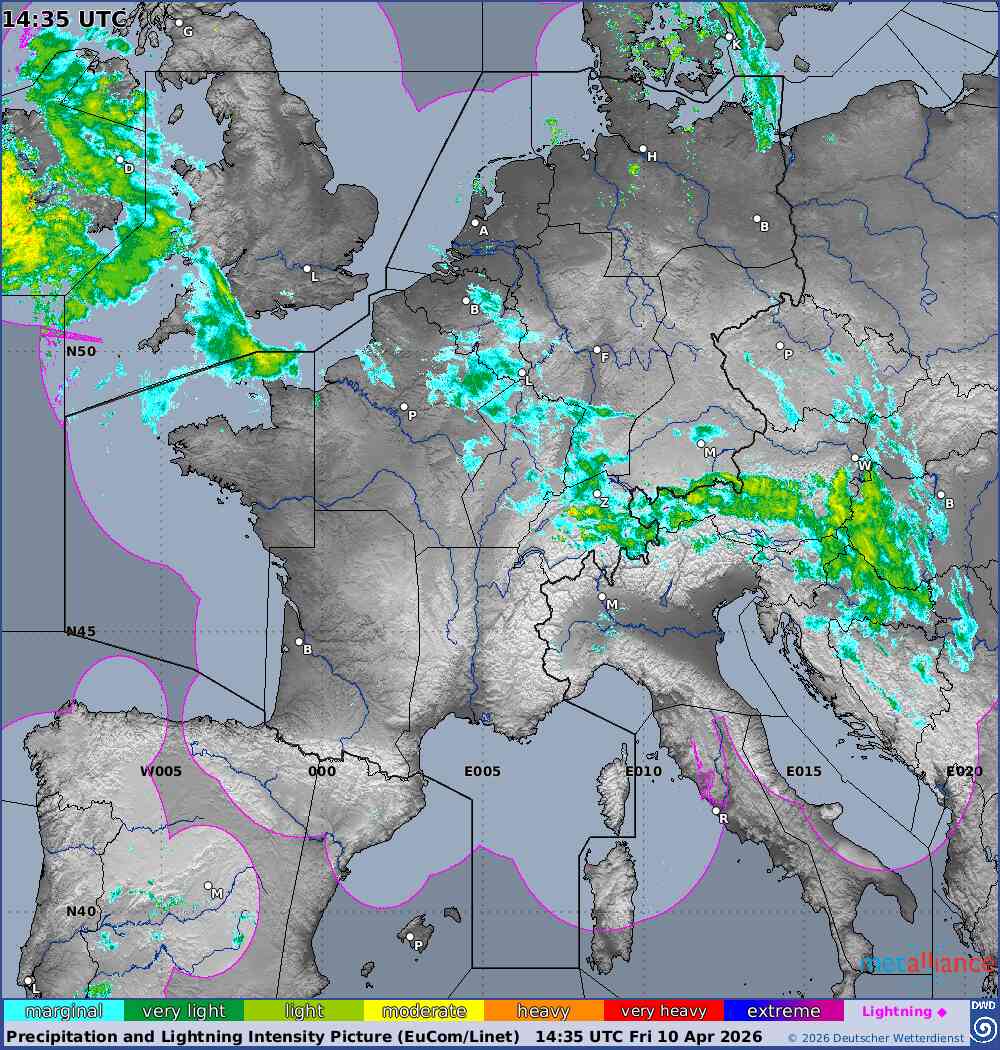 14:35 UTC
G
K
D
H
A
B
L
B
N50
P
F
L
P
M
W
Z
B
M
N45
B
W005
000
E005
E010
E015
E020
R
M
N40
P
L
metalliance
marginal
very light
light
moderate
heavy
very heavy
extreme
Lightning ◆
DWD
Precipitation and Lightning Intensity Picture (EuCom/Linet) 14:35 UTC Fri 10 Apr 2026 © 2026 Deutscher Wetterdienst